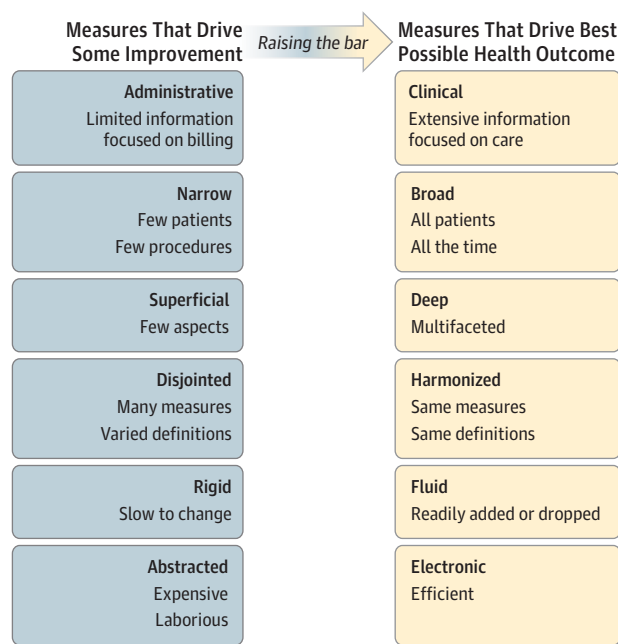 Measures That Drive
Some Improvement
Raising the bar
Measures That Drive Best
Possible Health Outcome
Administrative
Limited information
focused on billing
Clinical
Extensive information
focused on care
Narrow
Few patients
Few procedures
Broad
All patients
All the time
Superficial
Few aspects
Deep
Multifaceted
Disjointed
Many measures
Varied definitions
Harmonized
Same measures
Same definitions
Rigid
Slow to change
Fluid
Readily added or dropped
Abstracted
Expensive
Laborious
Electronic
Efficient